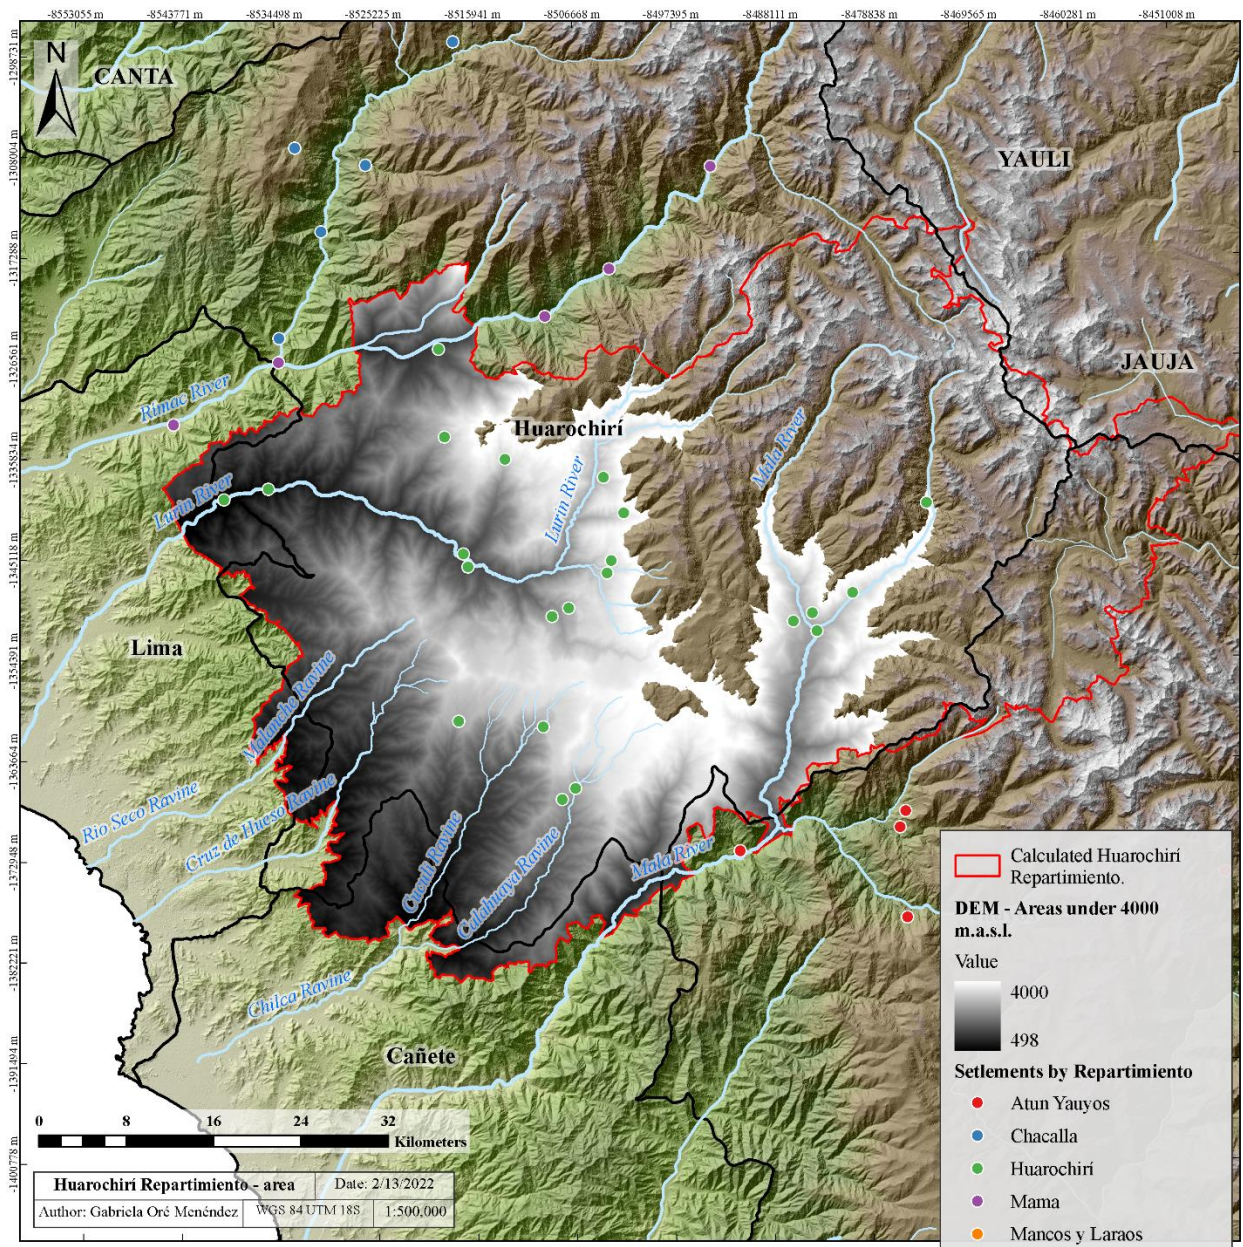 -8553055 m
-8543771 m
-8534498 m
-8525225 m
-8515941 m
-8506668 m
-8497395 m
-8488111 m
-8478838 m
-8469565 m
-8460281 m
-8451008 m
-1298731 m
-1308004 m
-1317288 m
-1326561 m
-1335834 m
-1345118 m
-1354391 m
-1363664 m
-1372948 m
-1382221 m
-1391494 m
-1400778 m
N
CANTA
YAULI
JAUJA
Rimac River
Huarochirí
Mala River
Lurin River
Lurin River
Lima
Malancho Ravine
Rio Seco Ravine
Cruz de Hueso Ravine
Cucalh Ravine
Culahuaya Ravine
Mala River
Chilca Ravine
Cañete
0 8 16 24 32
Kilometers
Huarochirí Repartimiento - area
Date: 2/13/2022
Author: Gabriela Oré Menéndez
WGS 84 UTM 18S
1:500,000
Calculated Huarochirí
Repartimiento.
DEM - Areas under 4000
m.a.s.l.
Value
4000
498
Setlements by Repartimiento
Atun Yauyos
Chacalla
Huarochirí
Mama
Mancos y Laraos